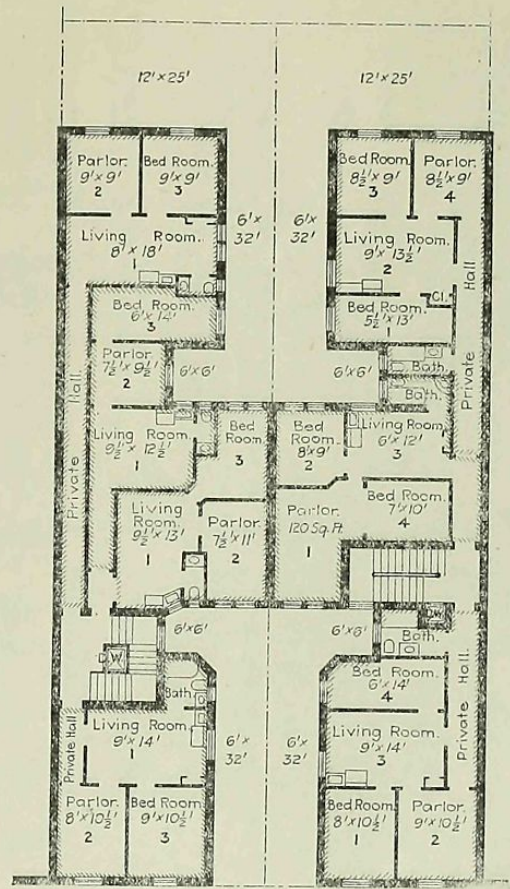 12'×25'
12'×25'
Parlor.
9'×9'
2
Bed Room.
9'×9'
3
Bed Room.
8½'×9'
3
Parlor.
8½'×9'
4
Living Room.
8'×18'
1
6'×
32'
6'×
32'
Living Room.
9'×13½'
2
Hall
Private
Bed Room.
6'×14'
3
Cl.
Bed Room.
5½'×13'
1
Parlor
7½'×9½'
2
6'×6'
6'×6'
Bath.
Bath.
Private Hall.
Living Room
9½'×12½'
1
Bed
Room.
3
Bed
Room.
8'×9'
2
Living Room.
6'×12'
3
Living
Room.
9½'×13'
1
Parlor.
7½'×11'
2
Parlor.
120 Sq. Ft.
1
Bed Room.
7'×10'
4
6'×6'
6'×6'
W.
D.W.
Bath.
Bath.
Bed Room.
6'×14'
4
Private Hall
Living Room.
9'×14'
1
6'×
32'
6'×
32'
Living Room.
9'×14'
3
Private Hall.
Parlor.
8'×10½'
2
Bed Room.
9'×10½'
3
Bed Room.
8'×10½'
1
Parlor.
9'×10½'
2